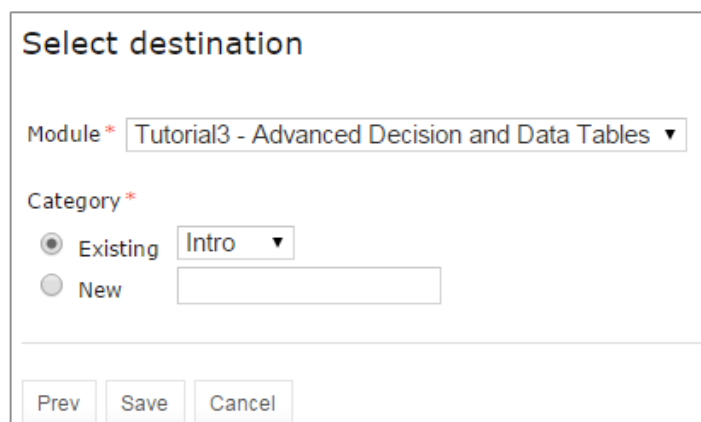 Select destination
Module * Tutorial3 - Advanced Decision and Data Tables
Category *
Existing Intro
New
Prev Save Cancel